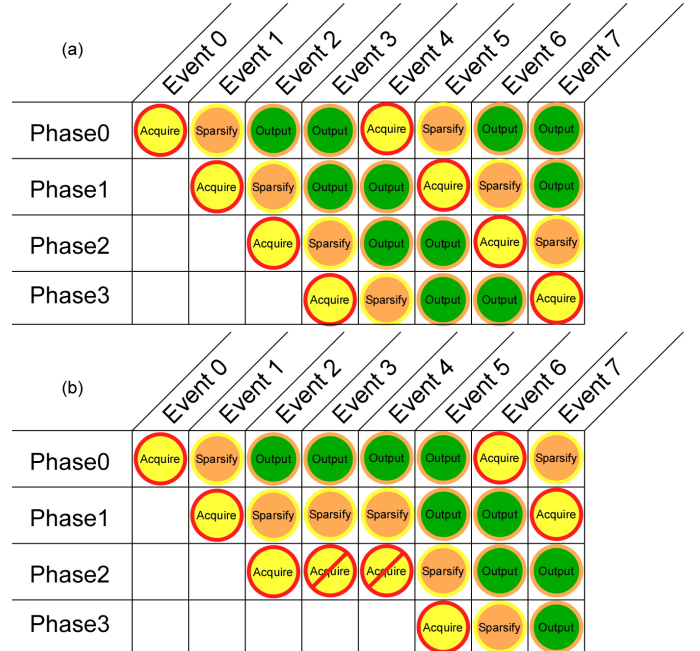 (a)
Event 0 Event 1 Event 2 Event 3 Event 4 Event 5 Event 6 Event 7
Phase0 Acquire Sparsify Output Output Acquire Sparsify Output Output
Phase1 Acquire Sparsify Output Output Acquire Sparsify Output
Phase2 Acquire Sparsify Output Output Acquire Sparsify
Phase3 Acquire Sparsify Output Output Acquire
(b)
Event 0 Event 1 Event 2 Event 3 Event 4 Event 5 Event 6 Event 7
Phase0 Acquire Sparsify Output Output Output Output Acquire Sparsify
Phase1 Acquire Sparsify Sparsify Sparsify Output Output Acquire
Phase2 Acquire Acquire Acquire Sparsify Output Output
Phase3 Acquire Sparsify Output